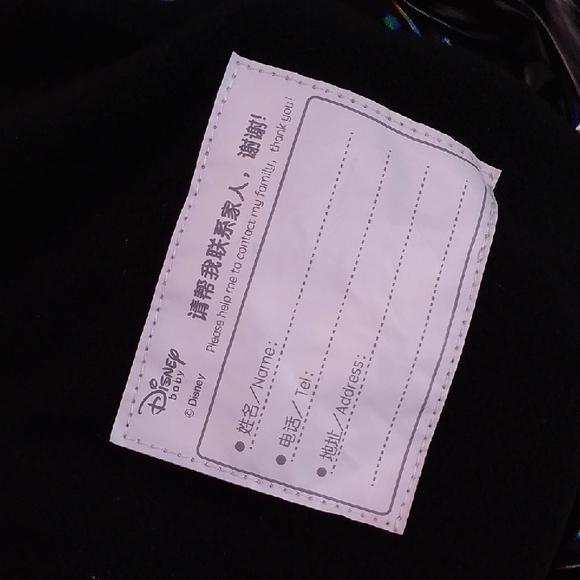 Disney
baby
© Disney
请帮我联系家人，谢谢!
Please help me to contact my family, thank you!
姓名/Name:
电话/Tel:
地址/Address: